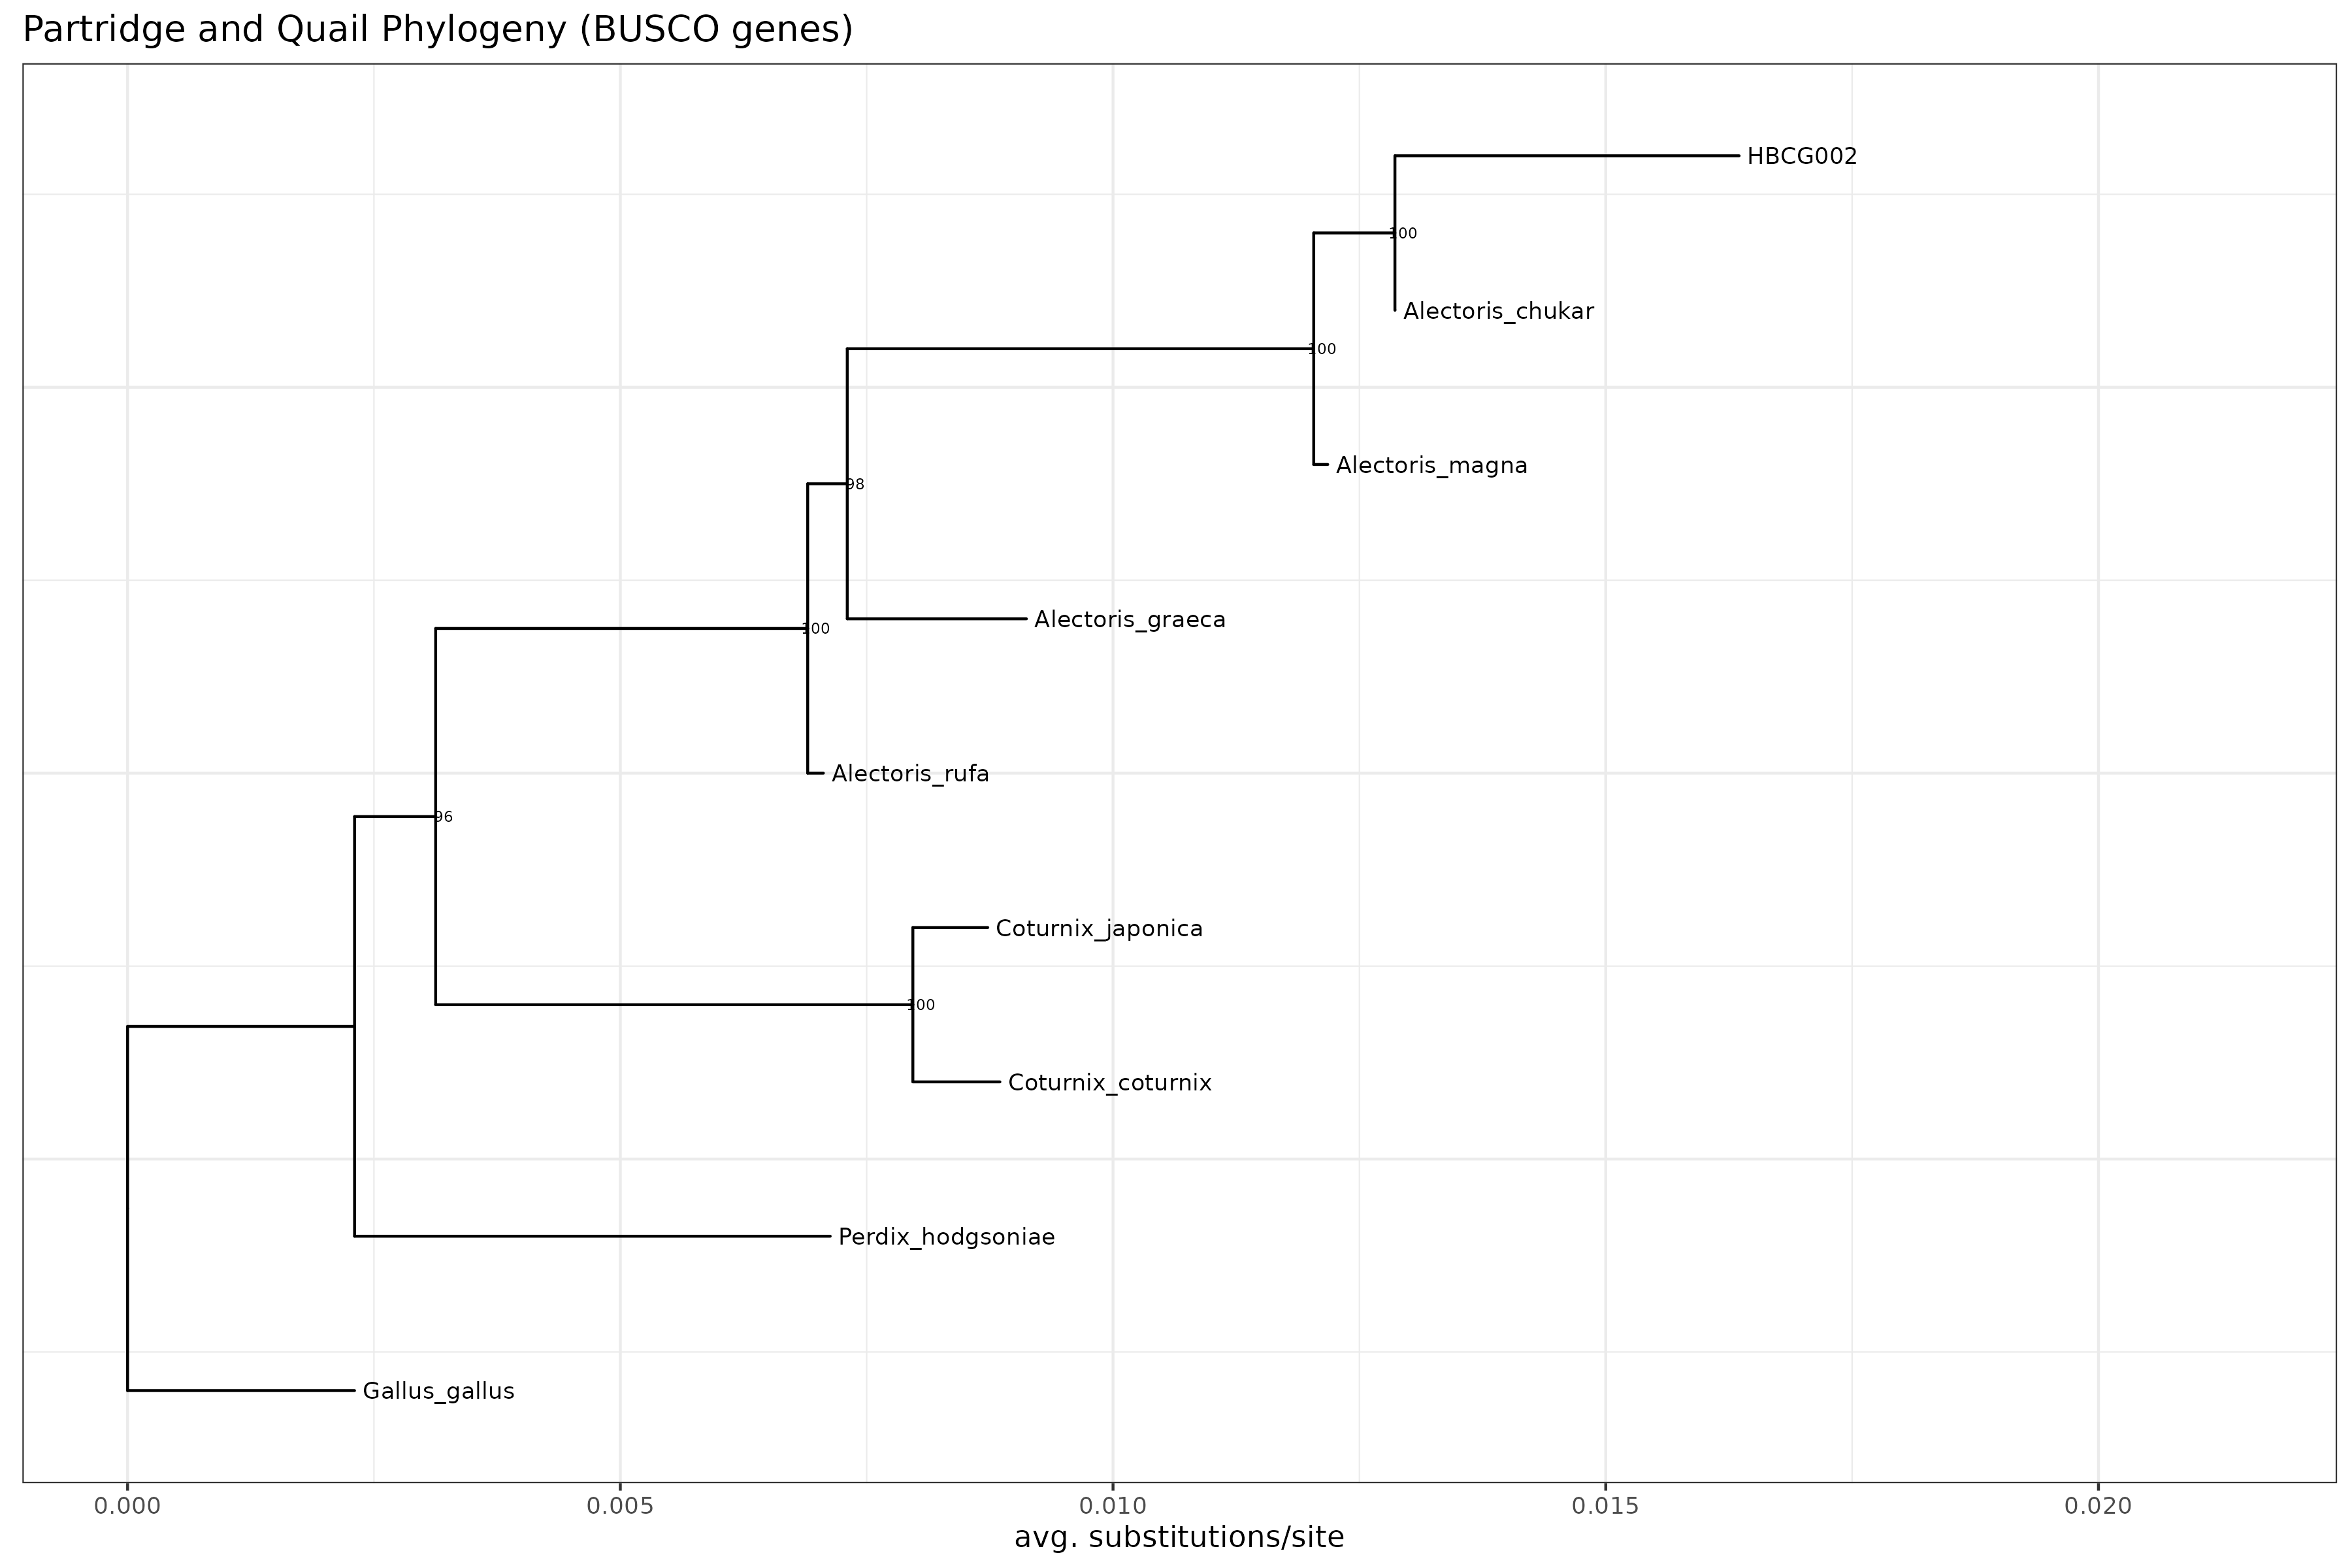 Partridge and Quail Phylogeny (BUSCO genes)
HBCG002
100
Alectoris_chukar
100
Alectoris_magna
98
Alectoris_graeca
100
Alectoris_rufa
96
Coturnix_japonica
100
Coturnix_coturnix
Perdix_hodgsoniae
Gallus_gallus
0.000 0.005 0.010 0.015 0.020
avg. substitutions/site